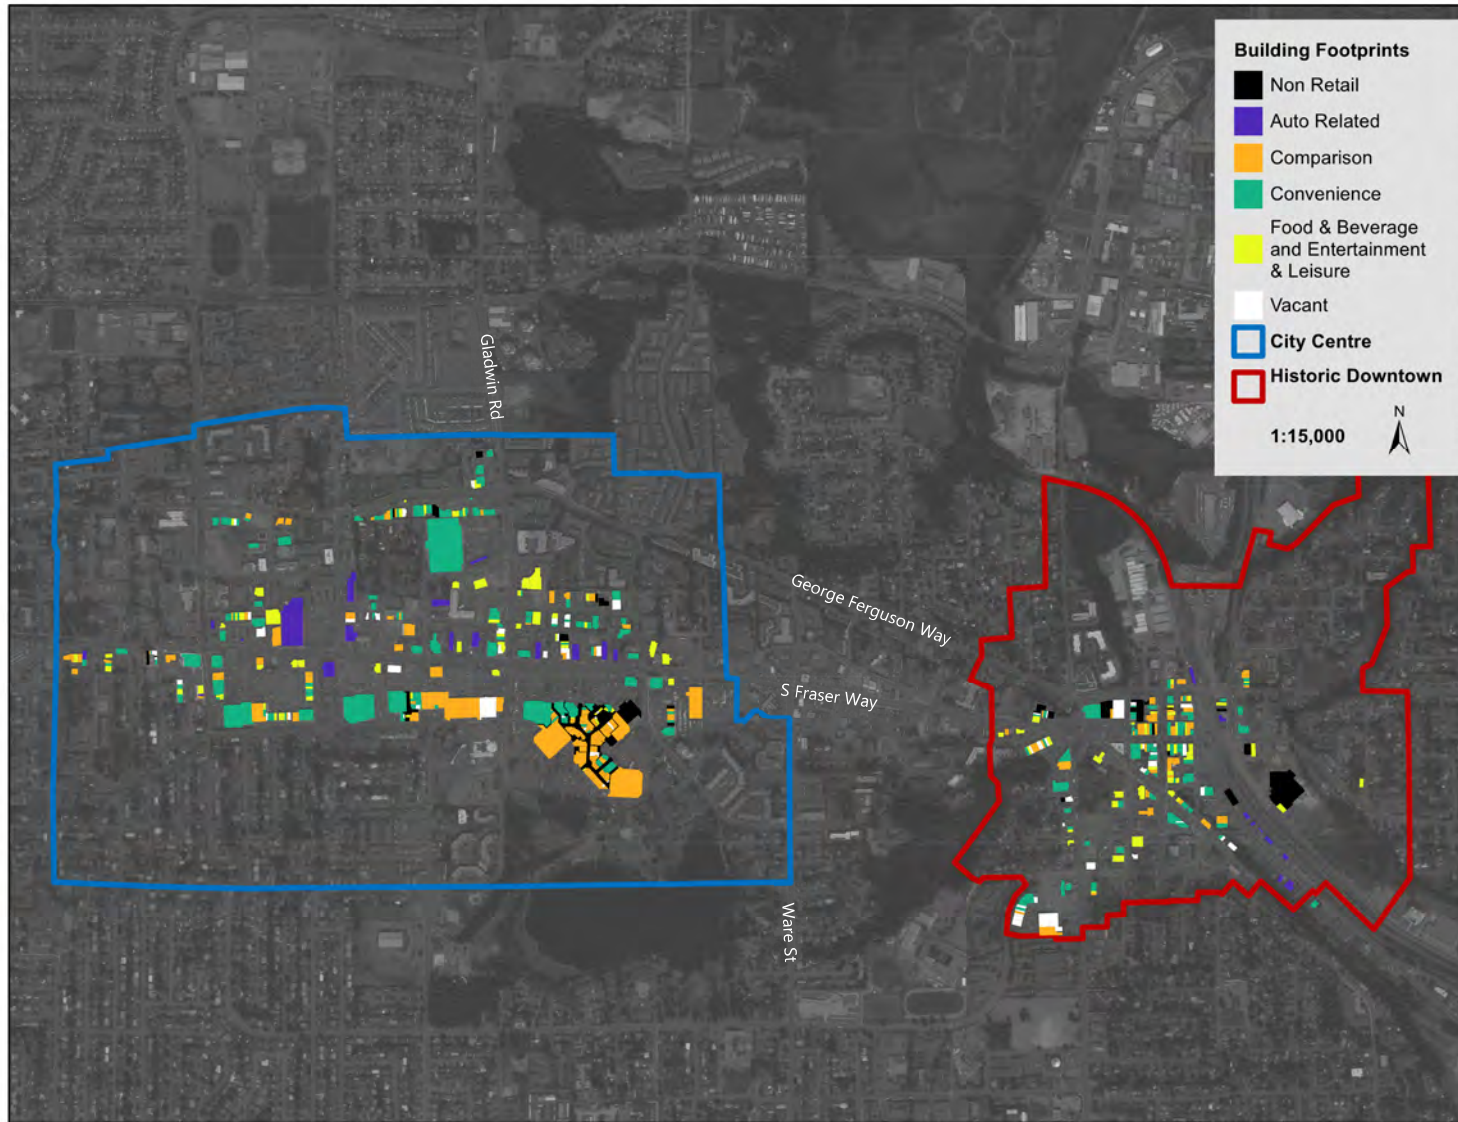 Building Footprints
Non Retail
Auto Related
Comparison
Convenience
Food & Beverage
and Entertainment
& Leisure
Vacant
City Centre
Historic Downtown
N
1:15,000
Gladwin Rd
George Ferguson Way
S Fraser Way
Ware St